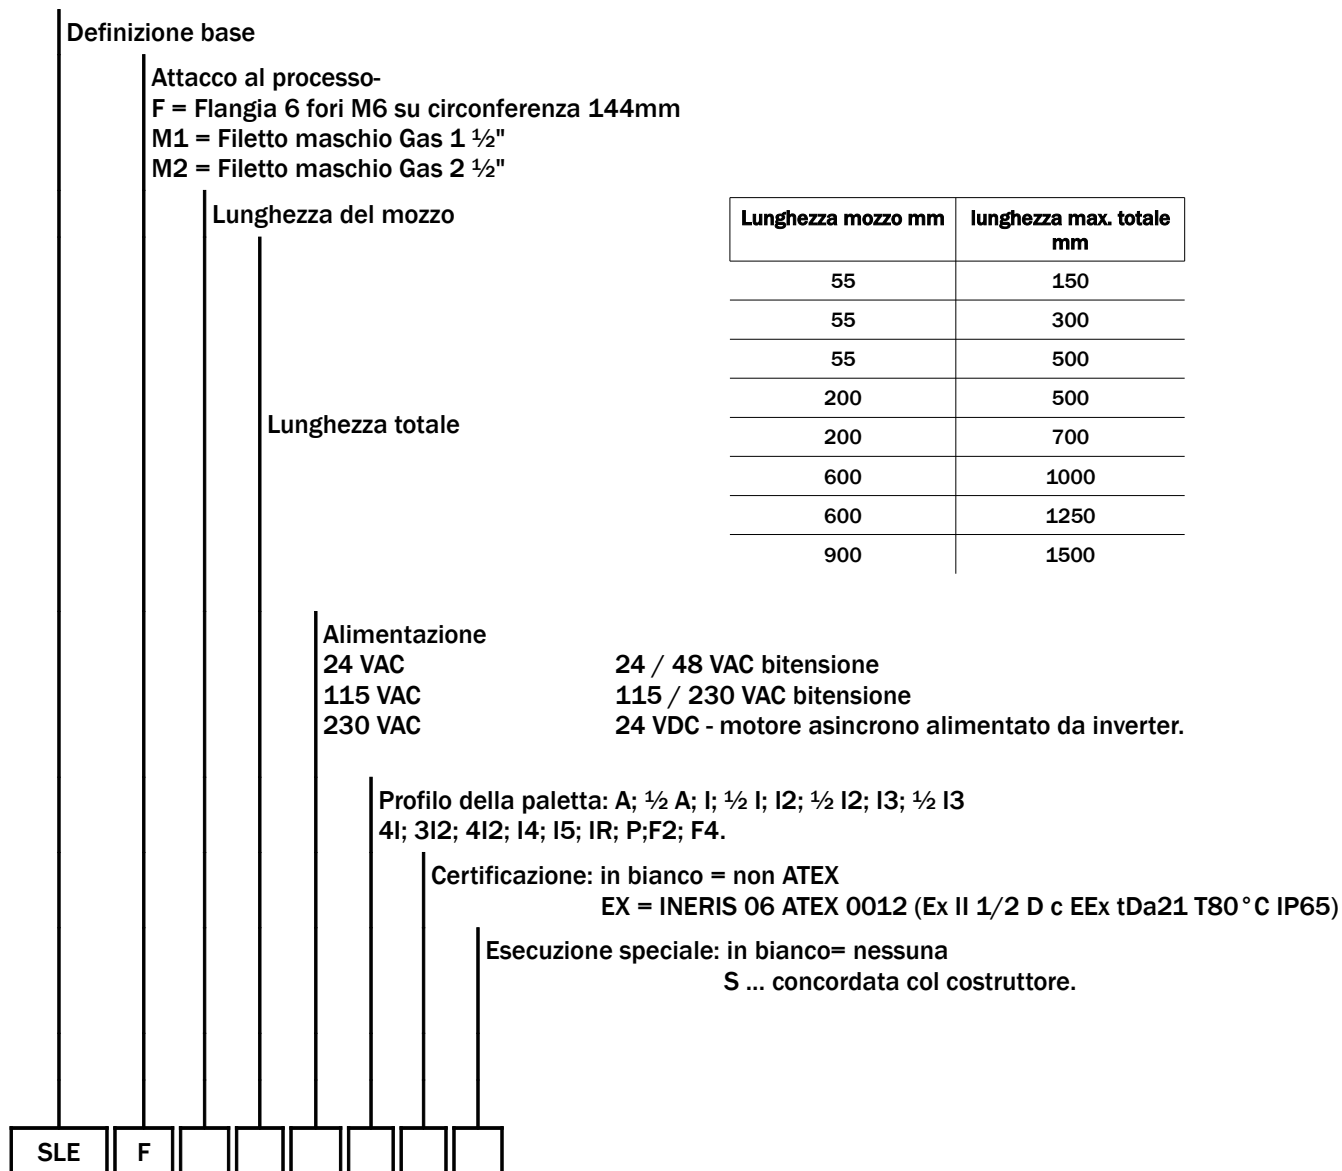 Definizione base
Attacco al processo-
F = Flangia 6 fori M6 su circonferenza 144mm
M1 = Filetto maschio Gas 1 ½"
M2 = Filetto maschio Gas 2 ½"
Lunghezza del mozzo
Lunghezza mozzo mm lunghezza max. totale
mm
55 150
55 300
55 500
200 500
200 700
600 1000
600 1250
900 1500
Lunghezza totale
Alimentazione
24 VAC 24 / 48 VAC bitensione
115 VAC 115 / 230 VAC bitensione
230 VAC 24 VDC - motore asincrono alimentato da inverter.
Profilo della paletta: A; ½ A; I; ½ I; I2; ½ I2; I3; ½ I3
4I; 3I2; 4I2; I4; I5; IR; P;F2; F4.
Certificazione: in bianco = non ATEX
EX = INERIS 06 ATEX 0012 (Ex II 1/2 D c EEx tDa21 T80°C IP65)
Esecuzione speciale: in bianco= nessuna
S ... concordata col costruttore.
SLE F